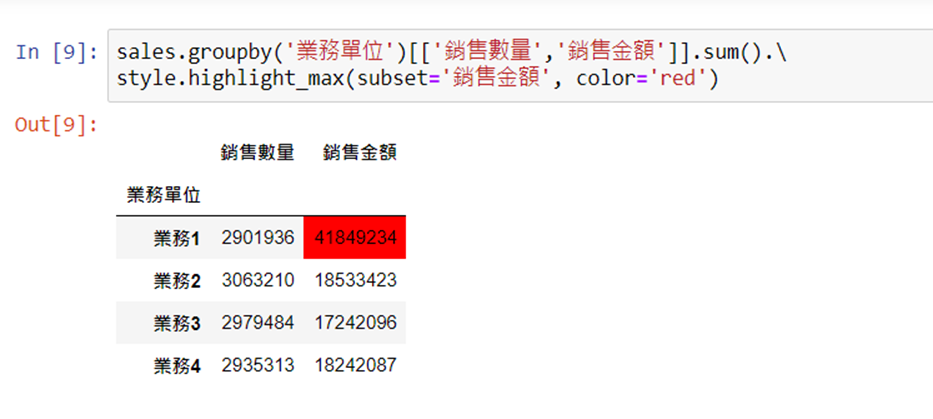 In [9]: sales.groupby('業務單位')[['銷售數量','銷售金額']].sum().\
style.highlight_max(subset='銷售金額', color='red')
Out[9]:
銷售數量 銷售金額
業務單位
業務1 2901936 41849234
業務2 3063210 18533423
業務3 2979484 17242096
業務4 2935313 18242087